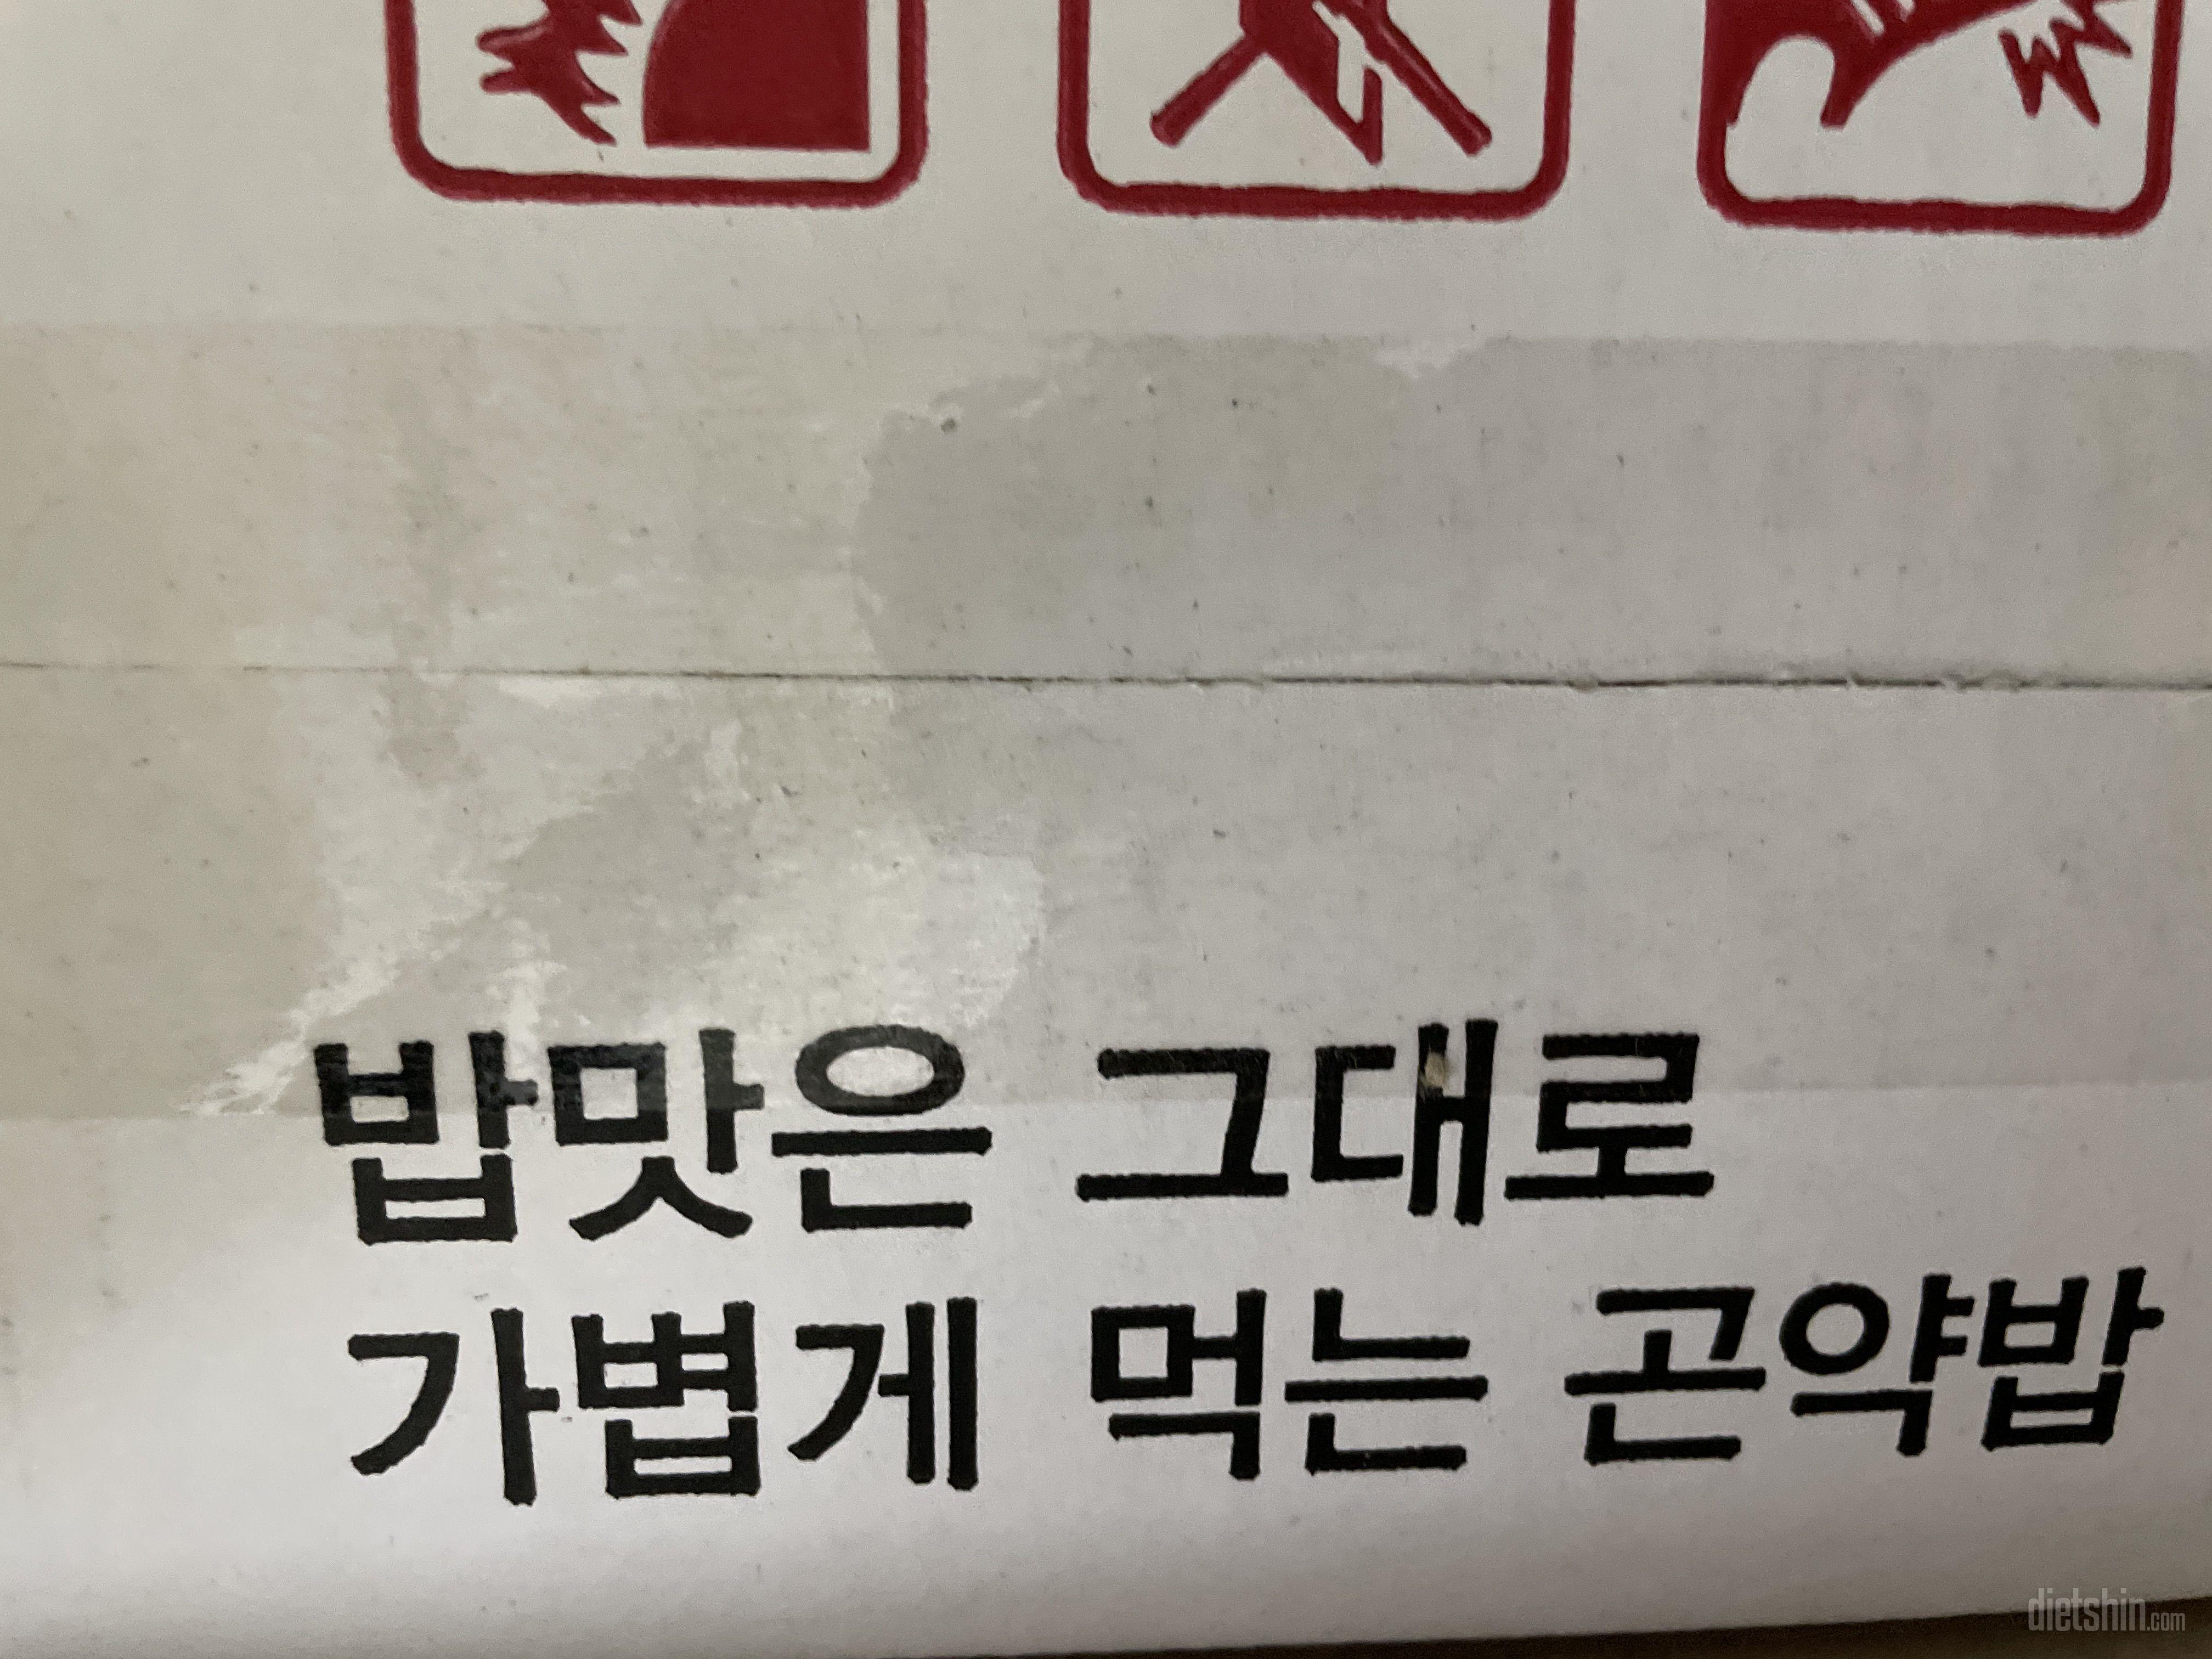 밥맛은 그대로
가볍게 먹는 곤약밥
dietshin.com